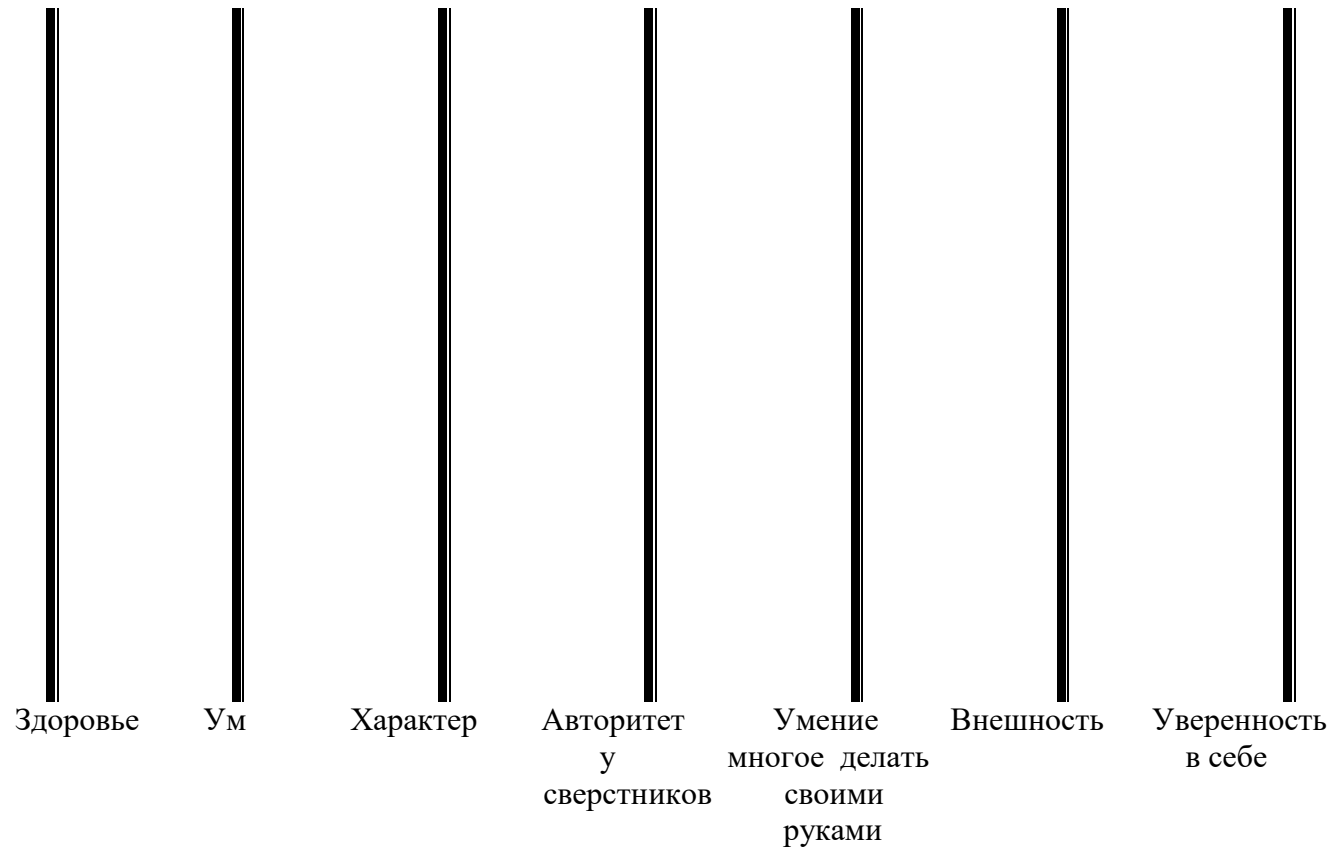 Здоровье Ум Характер Авторитет Умение Внешность Уверенность
у многое делать в себе
сверстников своими
руками